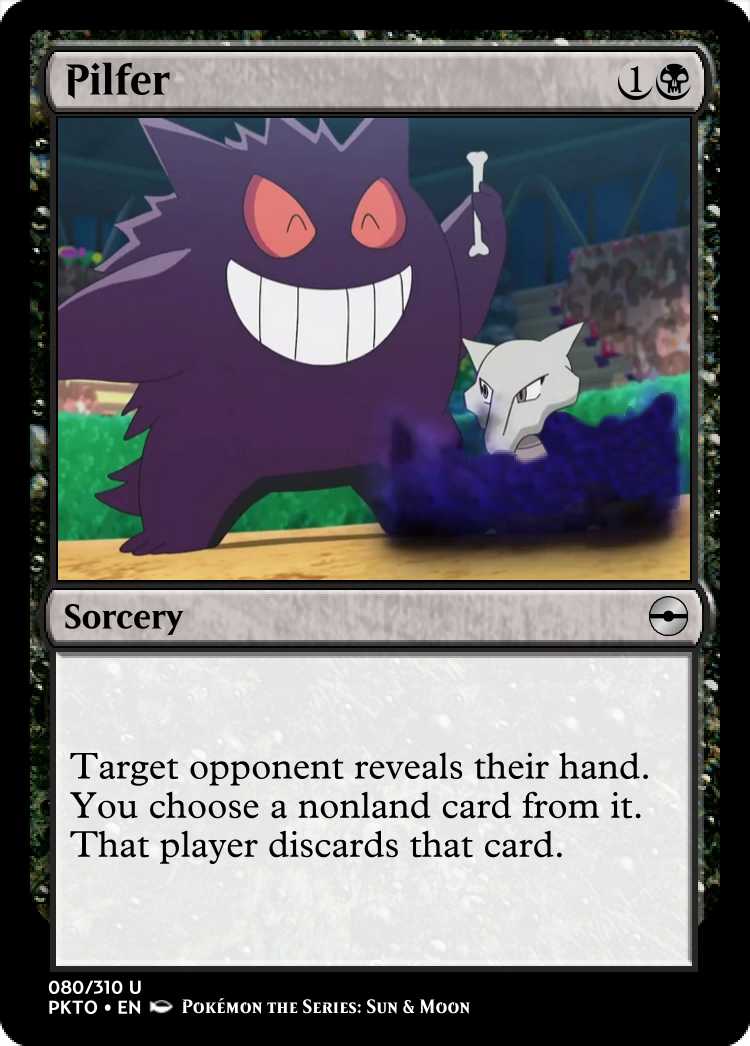 Pilfer 1
Sorcery
Target opponent reveals their hand.
You choose a nonland card from it.
That player discards that card.
080/310 U
PKTO • EN Pokémon the Series: Sun & Moon